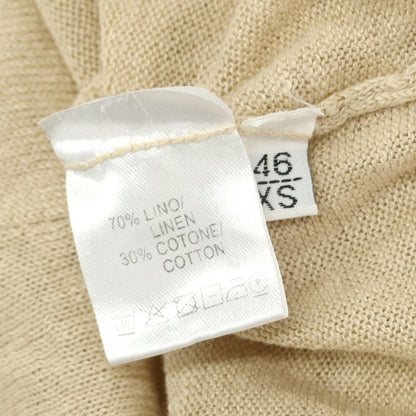 70% LINO/
LINEN
30% COTONE/
COTTON
46
XS